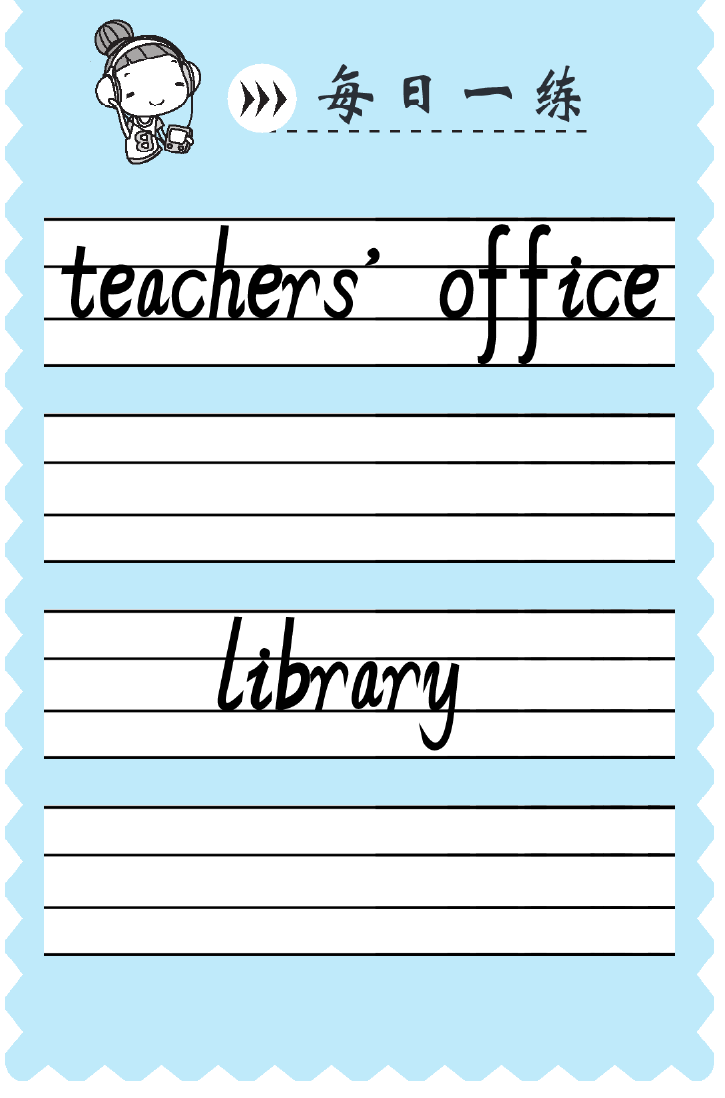 每日一练
teachers' office
library